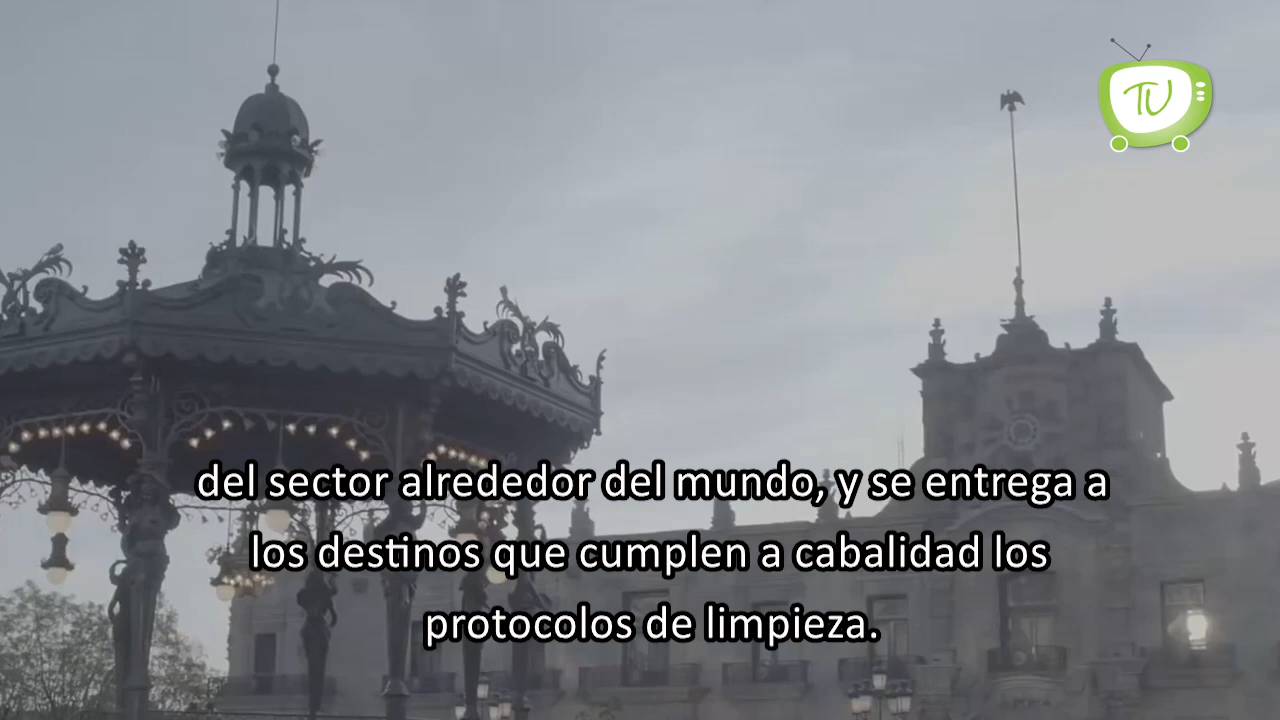 TV
del sector alrededor del mundo, y se entrega a
los destinos que cumplen a cabalidad los
protocolos de limpieza.